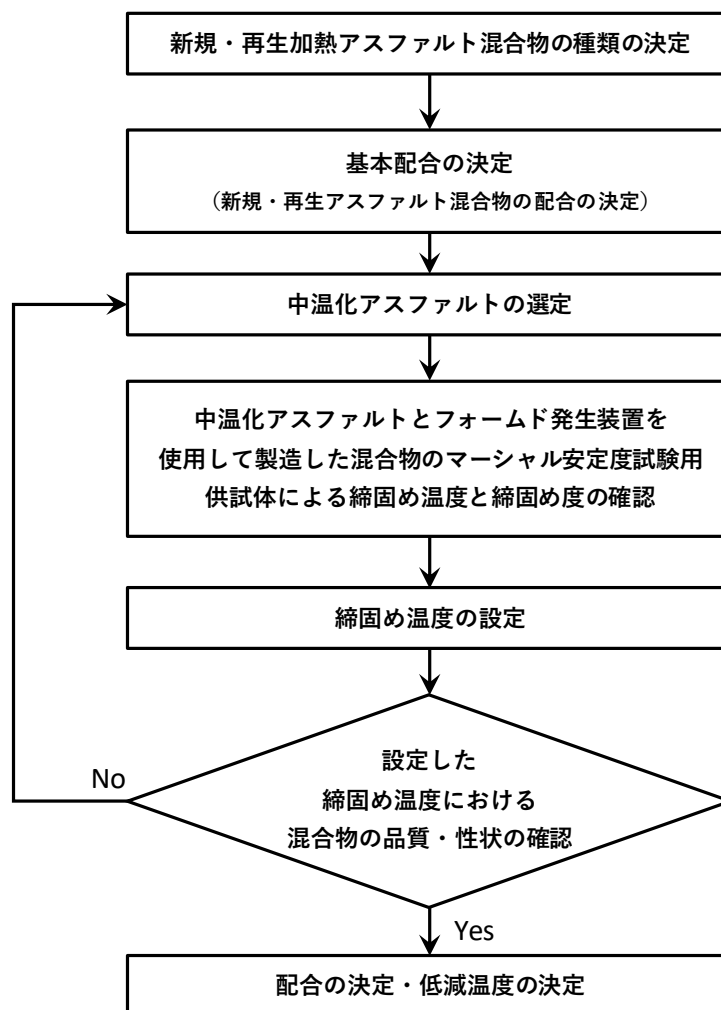 新規・再生加熱アスファルト混合物の種類の決定
基本配合の決定
（新規・再生アスファルト混合物の配合の決定）
中温化アスファルトの選定
中温化アスファルトとフォームド発生装置を
使用して製造した混合物のマーシャル安定度試験用
供試体による締固め温度と締固め度の確認
締固め温度の設定
設定した
締固め温度における
混合物の品質・性状の確認
No
Yes
配合の決定・低減温度の決定